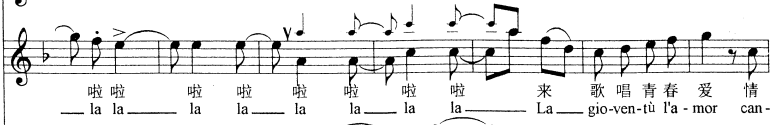 啦 啦 啦 啦 啦 啦 啦 啦 来 歌 唱 青 春 爱 情
la la la la la la la la La gio-ven-tù l'a-mor can-